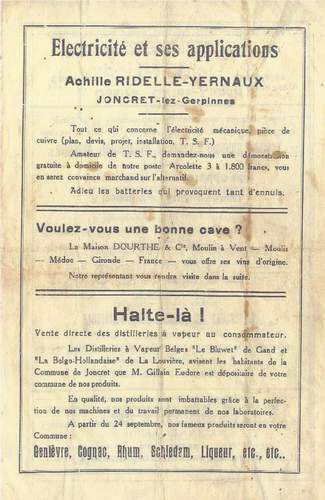 Electricité et ses applications
Achille RIDELLE-YERNAUX
JONCRET-lez-Gerpinnes
Tout ce qui concerne l'électricité mécanique, pièce de
cuivre (plan, devis, projet, installation, T. S. F.)
Amateur de T. S. F., demandez-nous une démonstration
gratuite à domicile de notre poste Arcolette 3 à 1.800 francs, vous
en serez convaincu marchand sur l'alternatif.
Adieu les batteries qui provoquent tant d'ennuis.
Voulez-vous une bonne cave ?
La Maison DOURTHE & Cie, Moulin à Vent — Moulis
— Médoc — Gironde — France — vous offre ses vins d'origine.
Notre représentant vous rendra visite dans la suite.
Halte-là !
Vente directe des distilleries à vapeur au consommateur.
Les Distilleries à Vapeur Belges "Le Bluwet" de Gand et
"La Belgo-Hollandaise" de La Louvière, avisent les habitants de la
Commune de Joncret que M. Gillain Eudore est dépositaire de votre
commune de nos produits.
En qualité, nos produits sont imbattables grâce à la perfec-
tion de nos machines et du travail permanent de nos laboratoires.
A partir du 24 septembre, nos fameux produits seront en votre
Commune :
Genièvre, Cognac, Rhum, Schiedam, Liqueur, etc., etc..